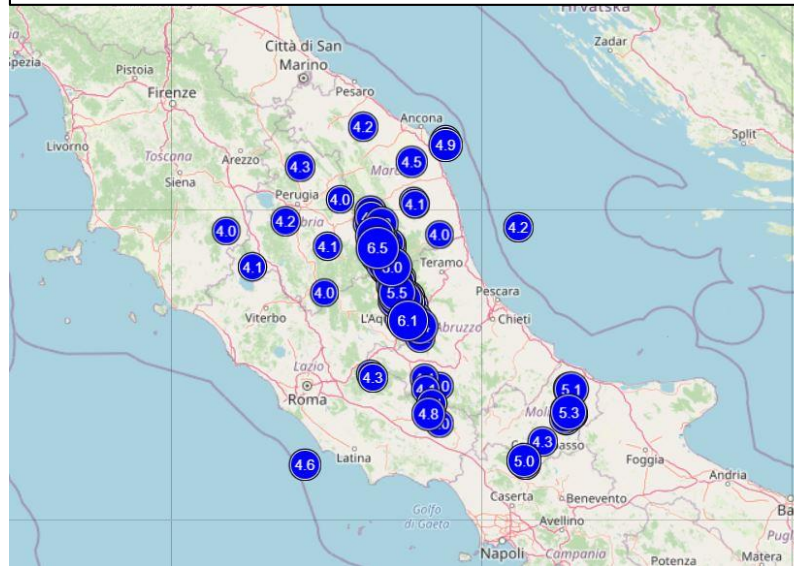 Hrvatska
Zadar
Spezia
Città di San
Marino
Pistoia
Pesaro
Firenze
Ancona
4.2
4.9
Split
Livorno
Arezzo
4.5
Toscana
4.3
Siena
Perugia
4.0
4.1
4.2
4.0
4.0
4.2
4.1
6.5
4.1
6.0
Teramo
4.0
5.5
Pescara
Viterbo
Chieti
6.1
Abruzzo
Lazio
4.3
5.1
Roma
4.8
5.3
4.3
4.6
Latina
5.0
Foggia
Andria
Caserta
Benevento
Golfo
di Gaeta
Avellino
Napoli
Campania
Matera
Potenza